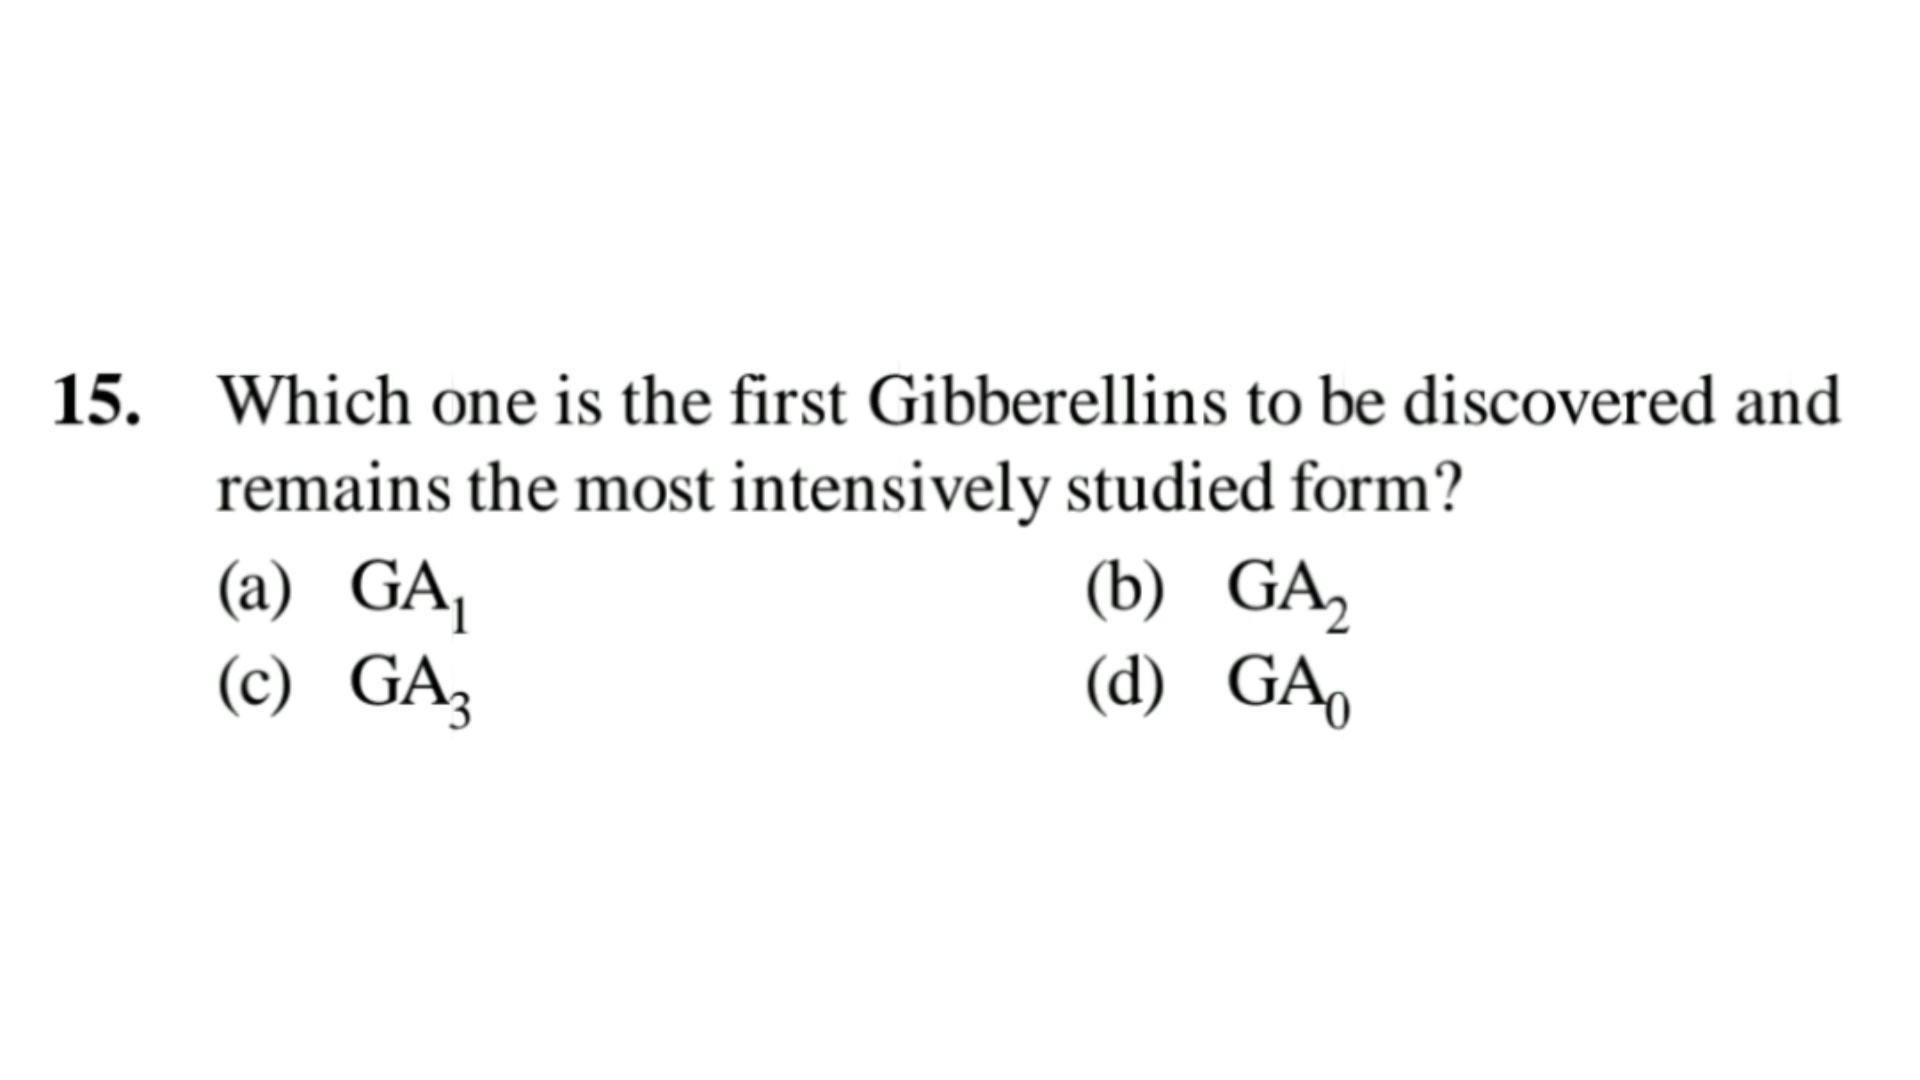 15. Which one is the first Gibberellins to be discovered and
remains the most intensively studied form?
(a) GA₁ (b) GA₂
(c) GA₃ (d) GA₀